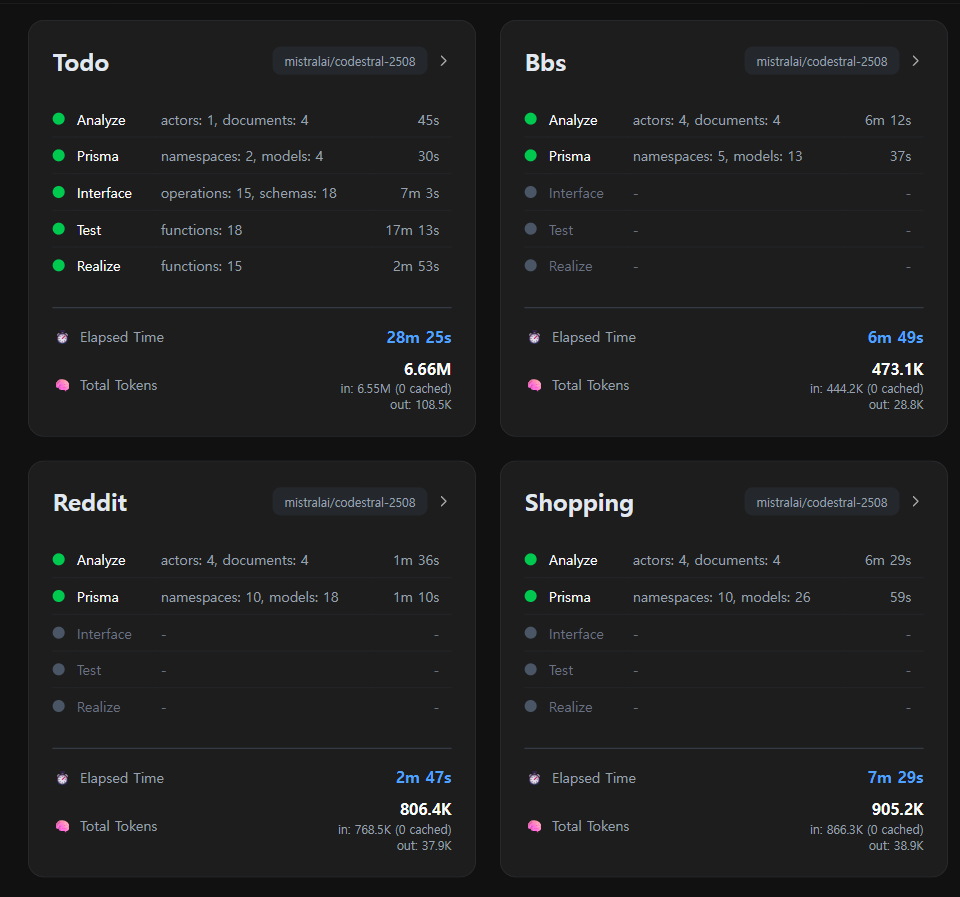 Todo mistralai/codestral-2508
Analyze actors: 1, documents: 4 45s
Prisma namespaces: 2, models: 4 30s
Interface operations: 15, schemas: 18 7m 3s
Test functions: 18 17m 13s
Realize functions: 15 2m 53s
Elapsed Time 28m 25s
6.66M
Total Tokens
in: 6.55M (0 cached)
out: 108.5K
Bbs mistralai/codestral-2508
Analyze actors: 4, documents: 4 6m 12s
Prisma namespaces: 5, models: 13 37s
Interface - -
Test - -
Realize - -
Elapsed Time 6m 49s
473.1K
Total Tokens
in: 444.2K (0 cached)
out: 28.8K
Reddit mistralai/codestral-2508
Analyze actors: 4, documents: 4 1m 36s
Prisma namespaces: 10, models: 18 1m 10s
Interface - -
Test - -
Realize - -
Elapsed Time 2m 47s
806.4K
Total Tokens
in: 768.5K (0 cached)
out: 37.9K
Shopping mistralai/codestral-2508
Analyze actors: 4, documents: 4 6m 29s
Prisma namespaces: 10, models: 26 59s
Interface - -
Test - -
Realize - -
Elapsed Time 7m 29s
905.2K
Total Tokens
in: 866.3K (0 cached)
out: 38.9K